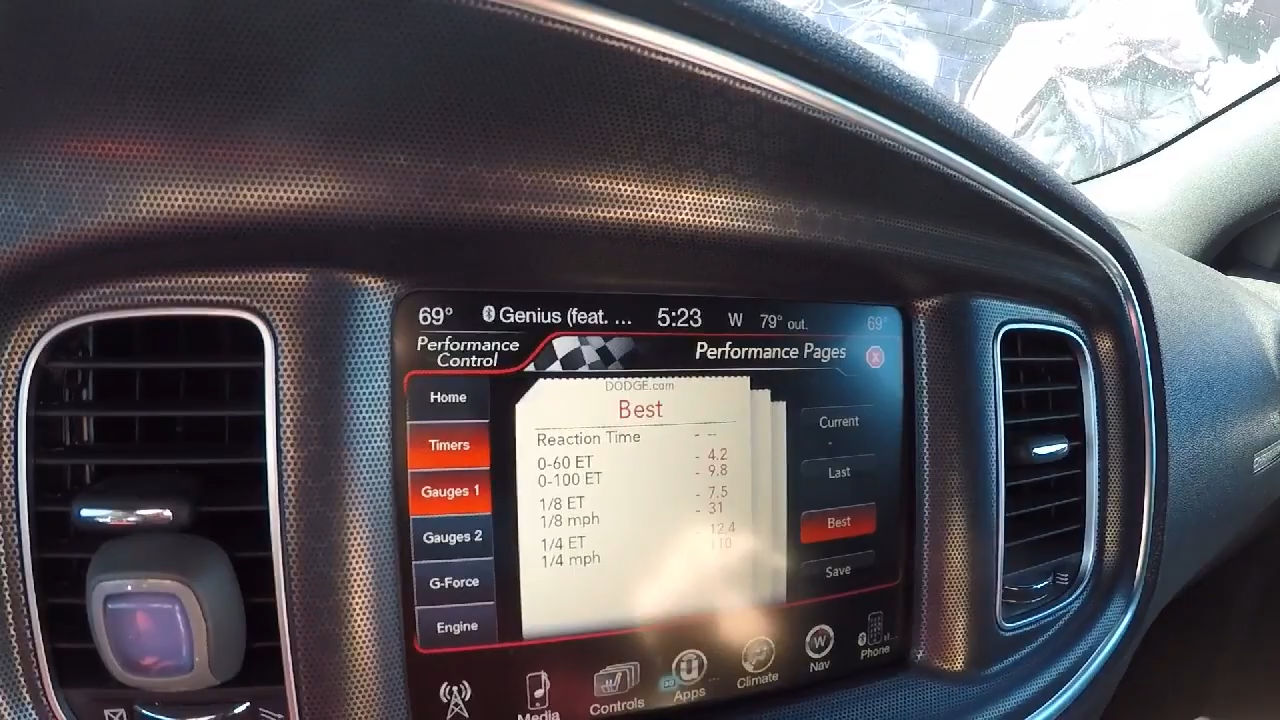 69° Genius (feat. ... 5:23 W 79° out. 69°
Performance Control
Performance Pages X
Home
Timers
Gauges 1
Gauges 2
G-Force
Engine
DODGE.com
Best
Reaction Time - --
0-60 ET - 4.2
0-100 ET - 9.8
1/8 ET - 7.5
1/8 mph - 31
1/4 ET 12.4
1/4 mph 110
Current
-
Last
Best
Save
Media
Controls
Apps
Climate
W
Nav
Phone